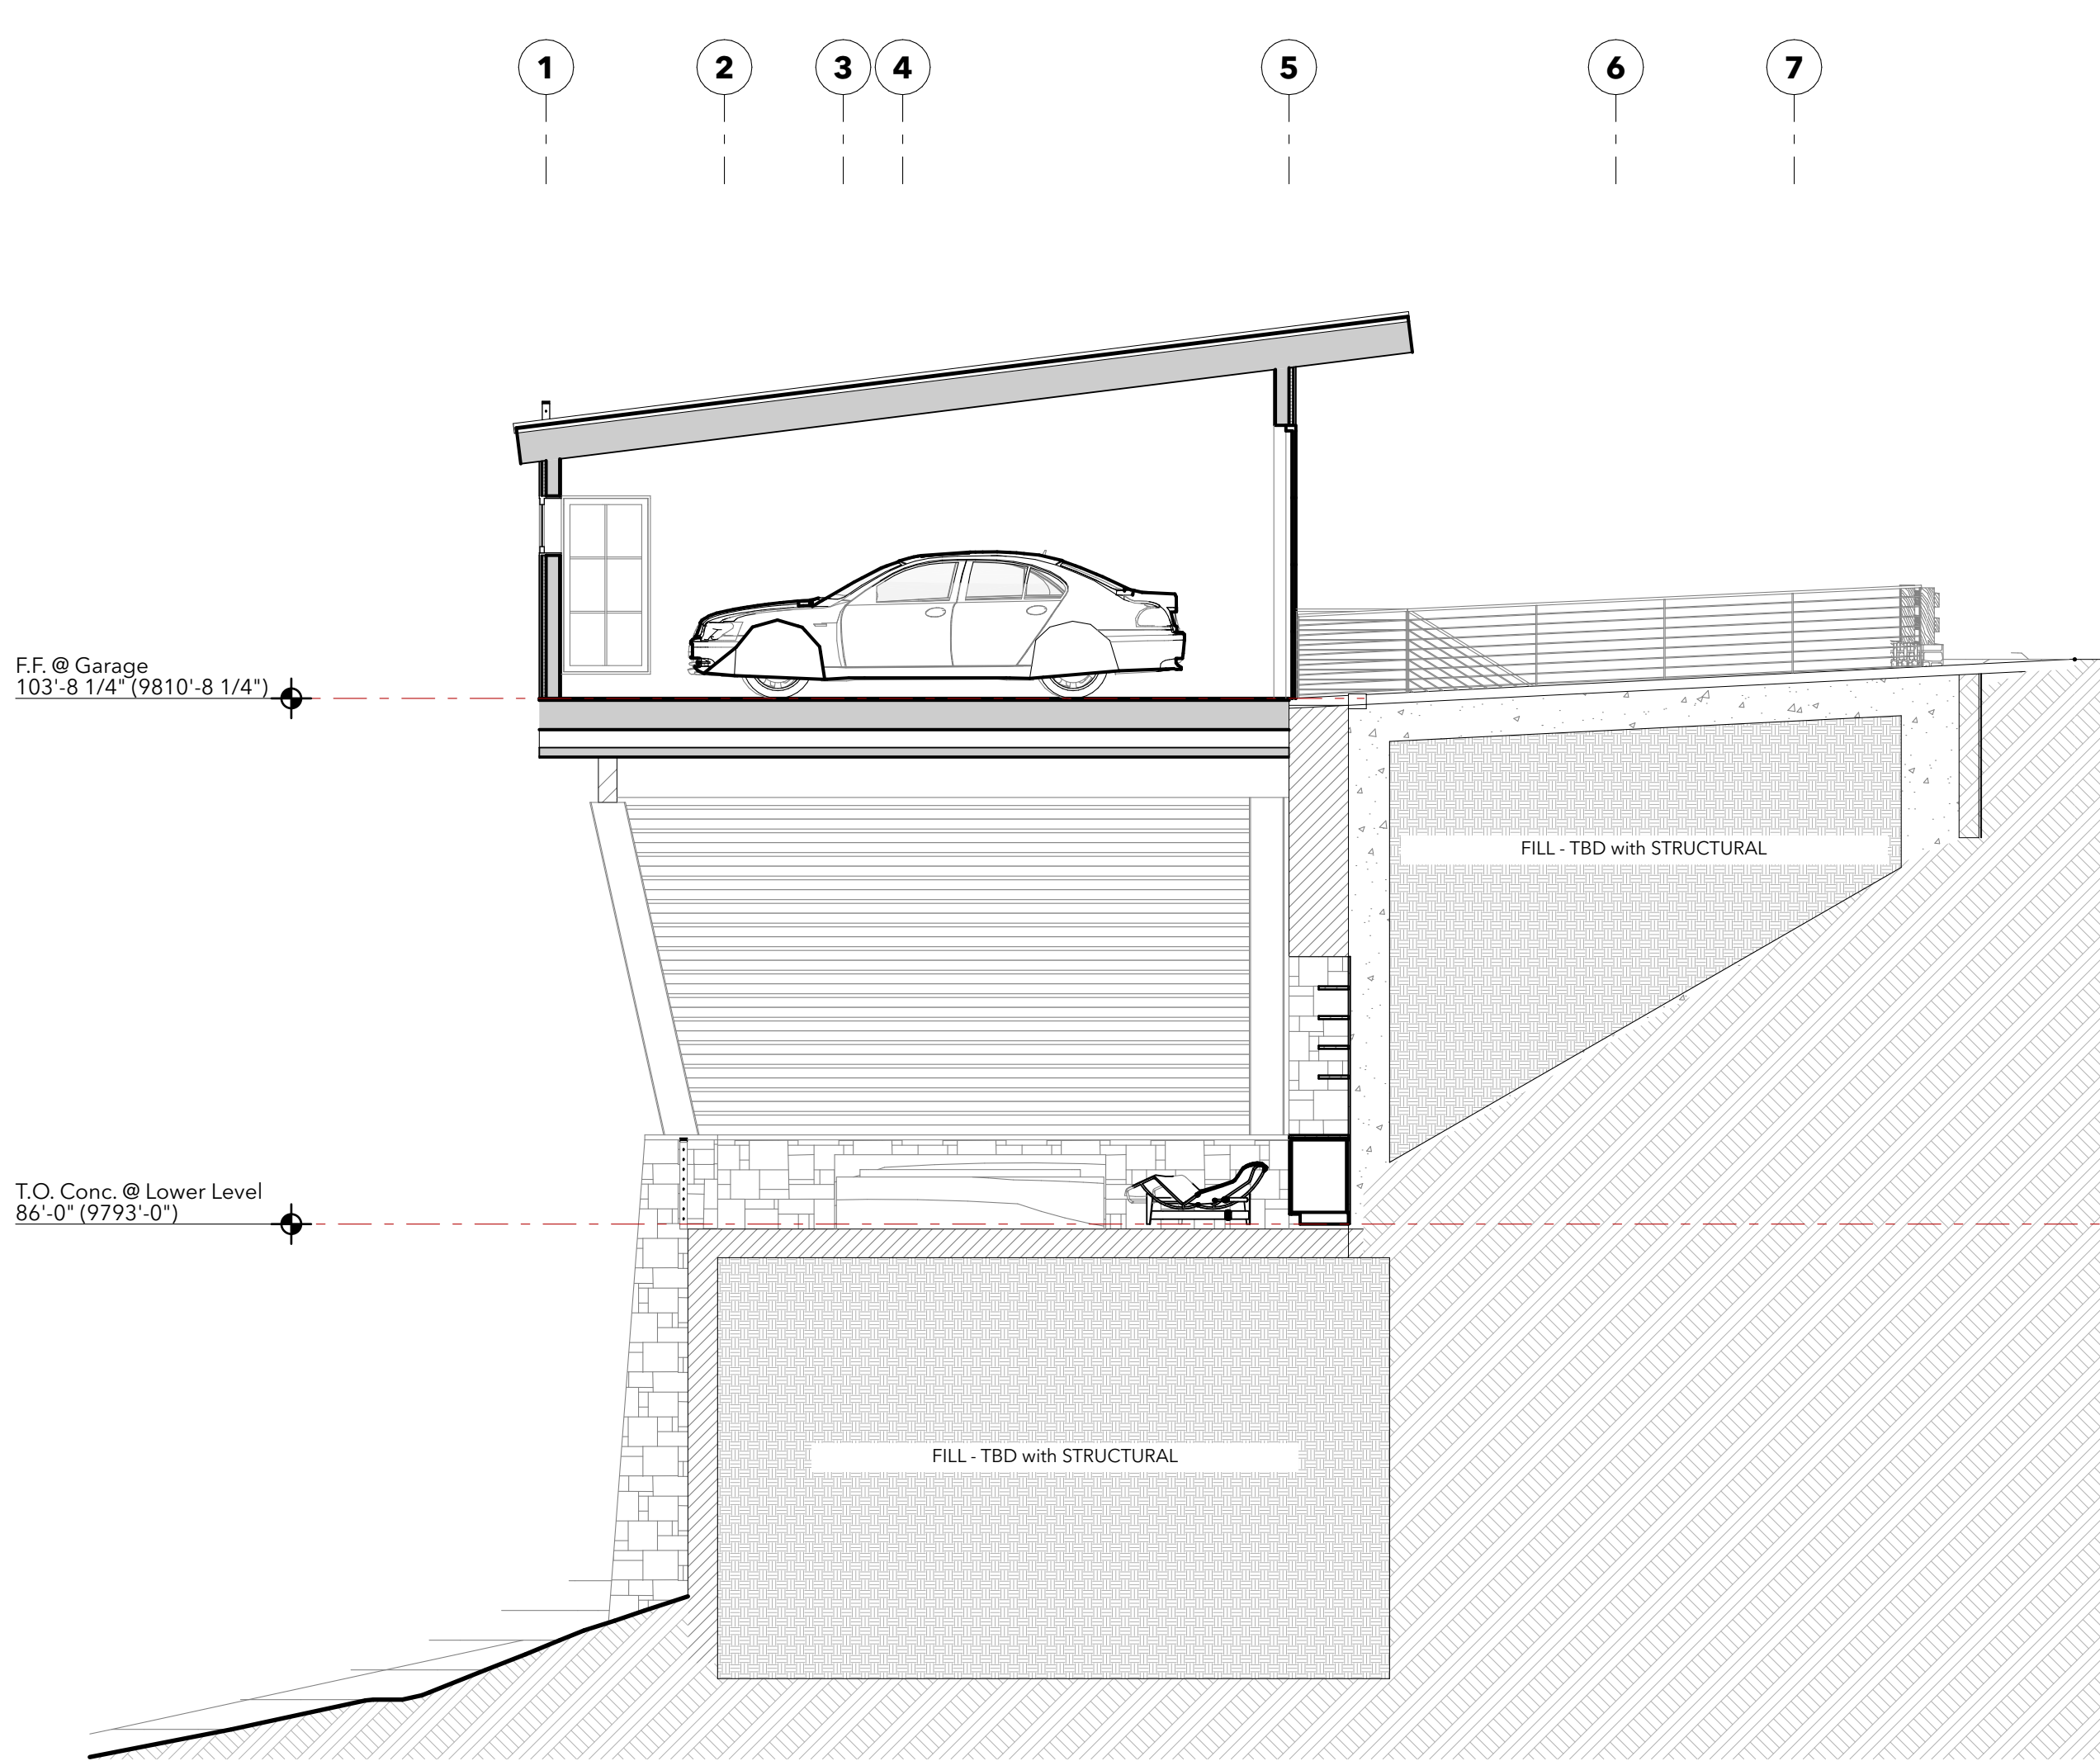 1 2 3 4 5 6 7
F.F. @ Garage
103'-8 1/4" (9810'-8 1/4")
FILL - TBD with STRUCTURAL
T.O. Conc. @ Lower Level
86'-0" (9793'-0")
FILL - TBD with STRUCTURAL